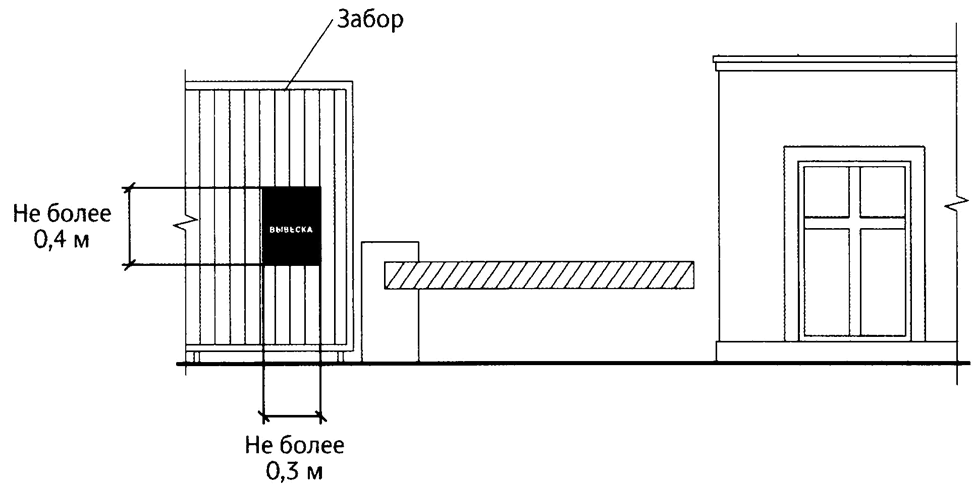 Забор
Не более
0,4 м
ВЫВЕСКА
Не более
0,3 м